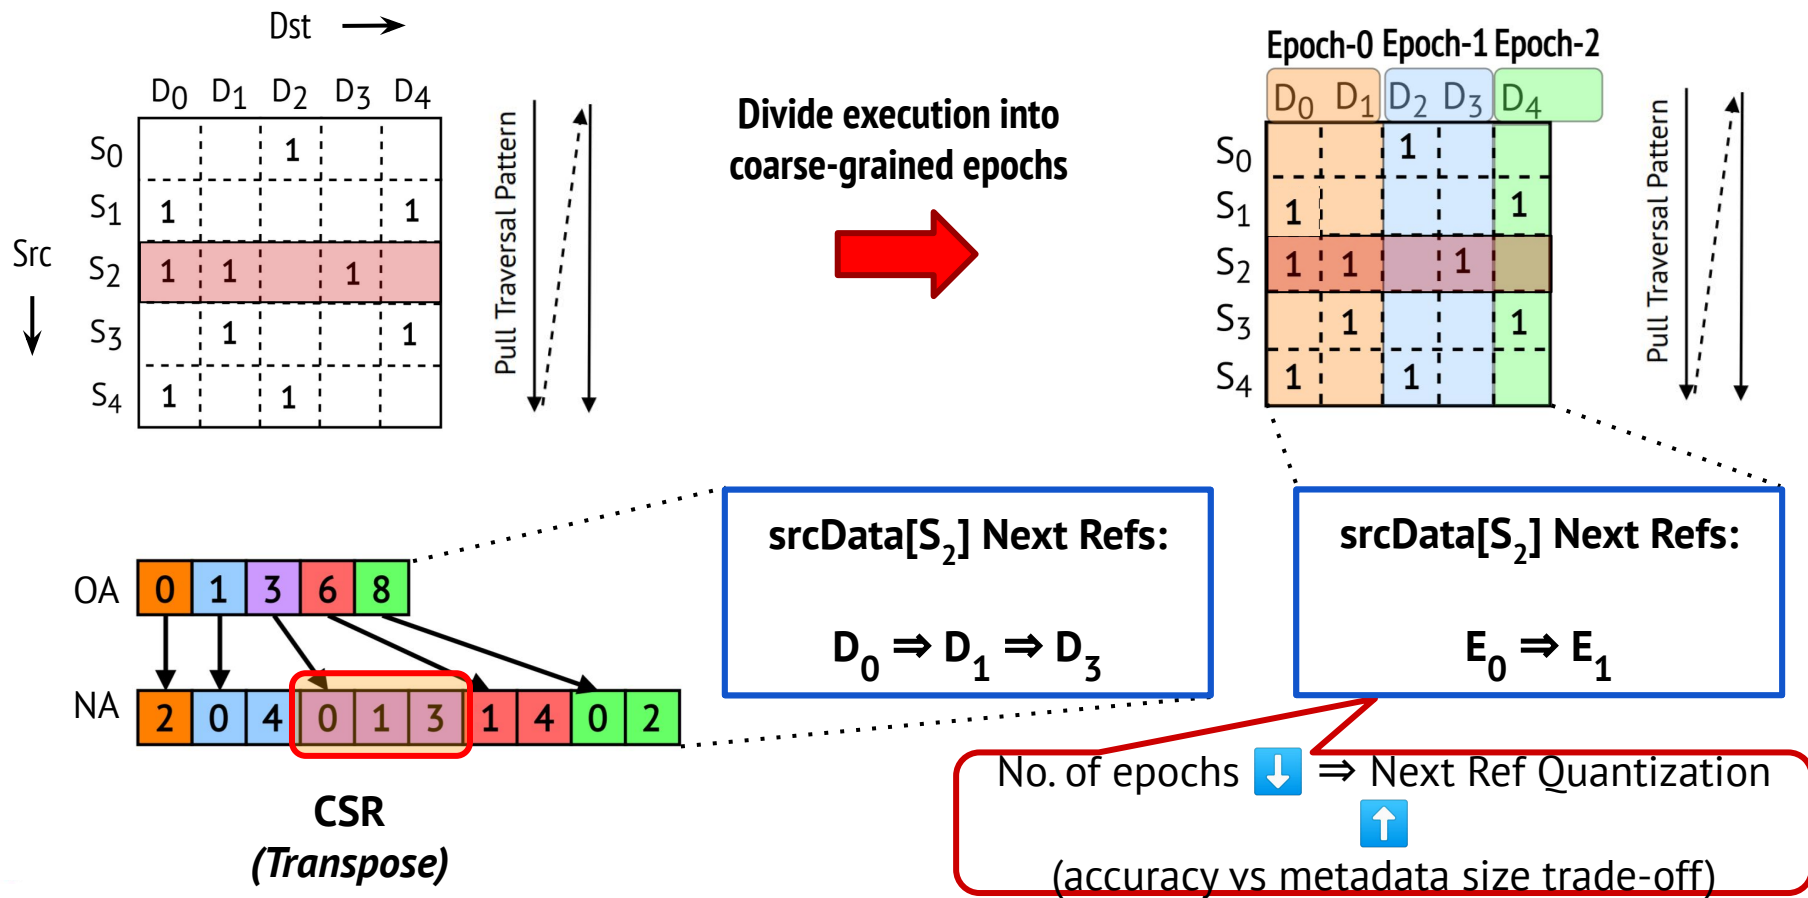 Dst
D0 D1 D2 D3 D4
S0 1
S1 1 1
S2 1 1 1
S3 1 1
S4 1 1
Src
Pull Traversal Pattern
Divide execution into
coarse-grained epochs
Epoch-0 Epoch-1 Epoch-2
D0 D1 D2 D3 D4
S0 1
S1 1 1
S2 1 1 1
S3 1 1
S4 1 1
Pull Traversal Pattern
OA 0 1 3 6 8
NA 2 0 4 0 1 3 1 4 0 2
CSR
(Transpose)
srcData[S2] Next Refs:
D0 ⇒ D1 ⇒ D3
srcData[S2] Next Refs:
E0 ⇒ E1
No. of epochs ⬇️ ⇒ Next Ref Quantization
⬆️
(accuracy vs metadata size trade-off)